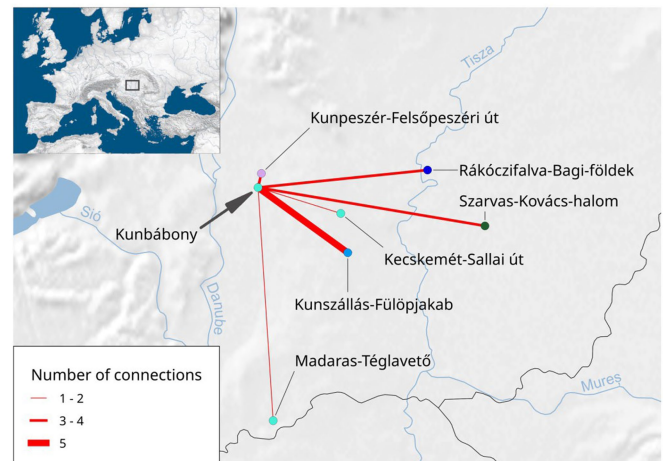 Tisza
Kunpeszér-Felsőpeszéri út
Rákóczifalva-Bagi-földek
Szarvas-Kovács-halom
Sió
Kunbábony
Kecskemét-Sallai út
Danube
Kunszállás-Fülöpjakab
Madaras-Téglavető
Mureș
Number of connections
1 - 2
3 - 4
5